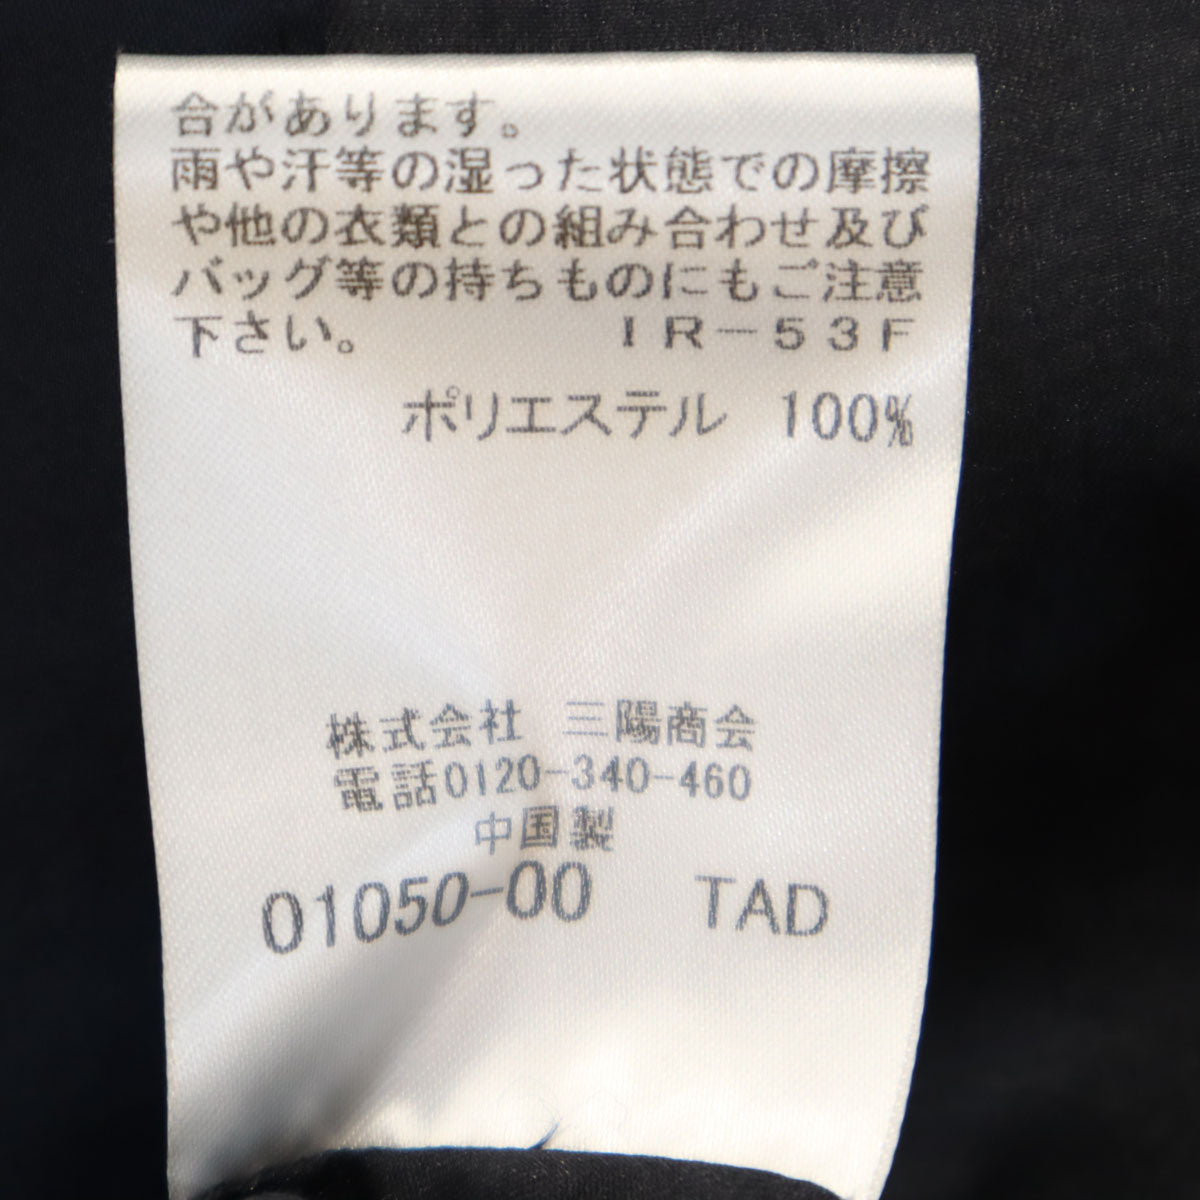 合があります。
雨や汗等の湿った状態での摩擦
や他の衣類との組み合わせ及び
バッグ等の持ちものにもご注意
下さい。　　　　　ＩＲ－５３Ｆ
ポリエステル　100%
株式会社　三陽商会
電話0120-340-460
中国製
01050-00　TAD